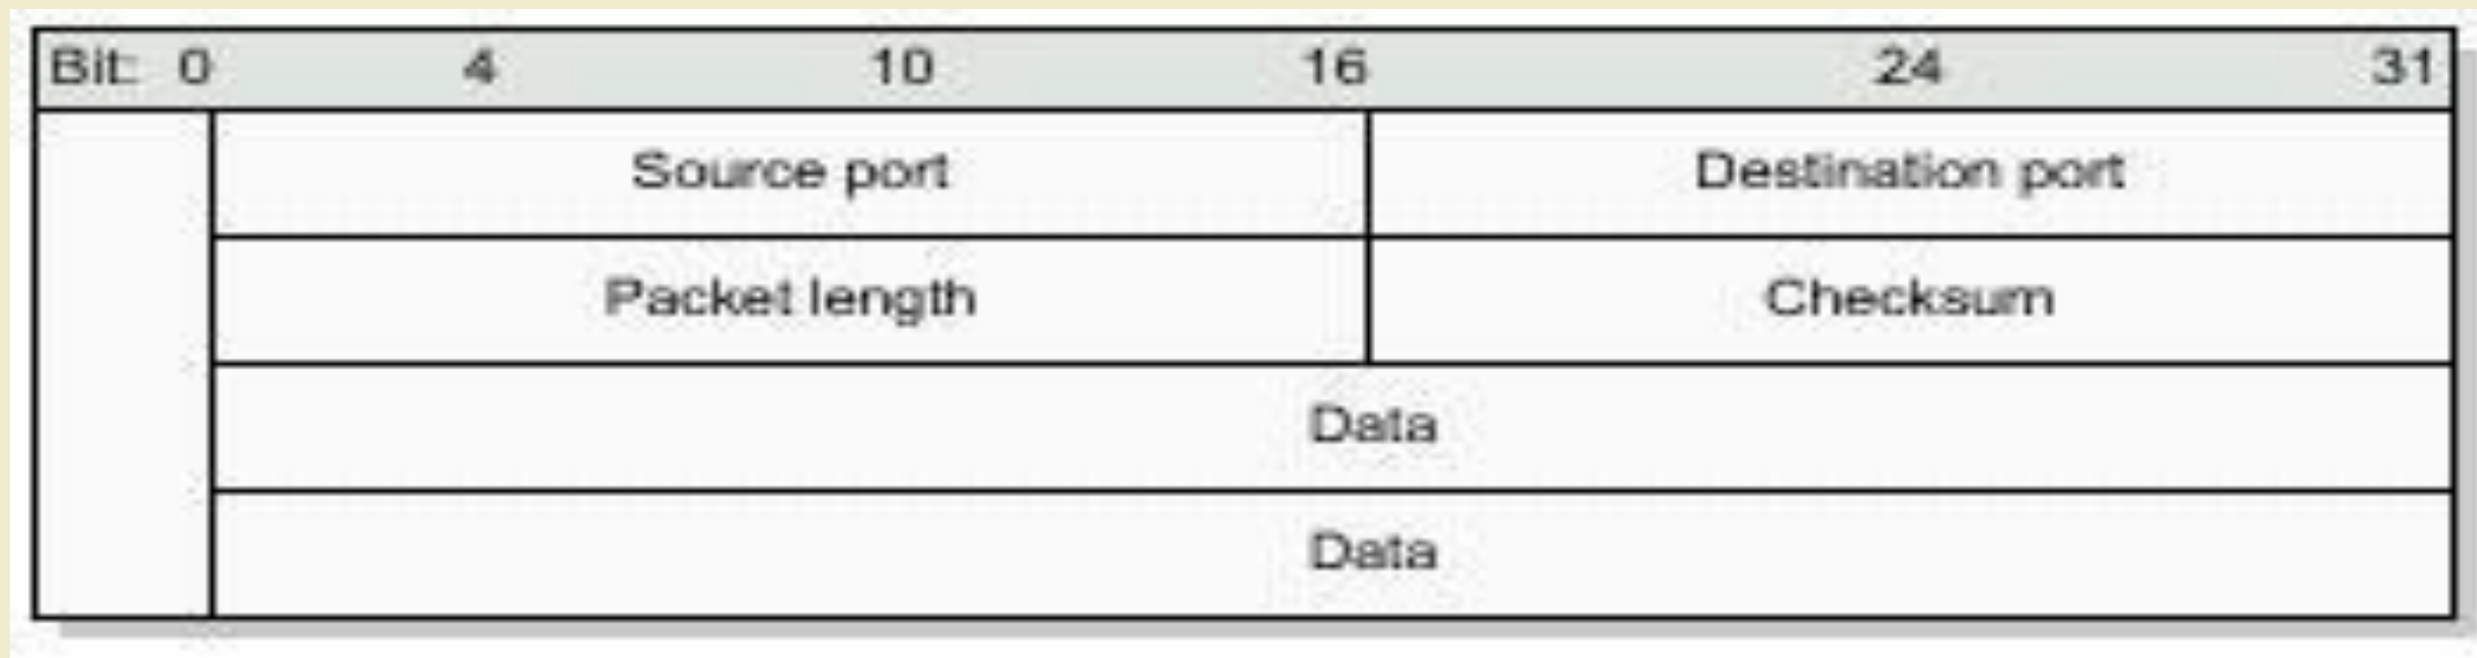 Bit: 0 4 10 16 24 31
Source port Destination port
Packet length Checksum
Data
Data